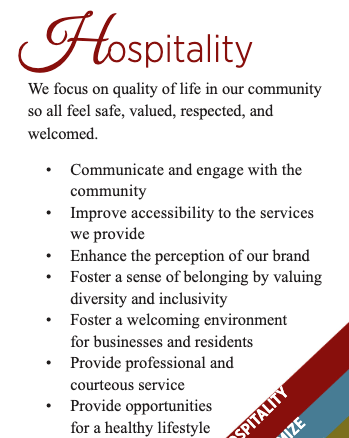 Hospitality
We focus on quality of life in our community
so all feel safe, valued, respected, and
welcomed.
• Communicate and engage with the
community
• Improve accessibility to the services
we provide
• Enhance the perception of our brand
• Foster a sense of belonging by valuing
diversity and inclusivity
• Foster a welcoming environment
for businesses and residents
• Provide professional and
courteous service
• Provide opportunities
for a healthy lifestyle
SPITALITY
IZE